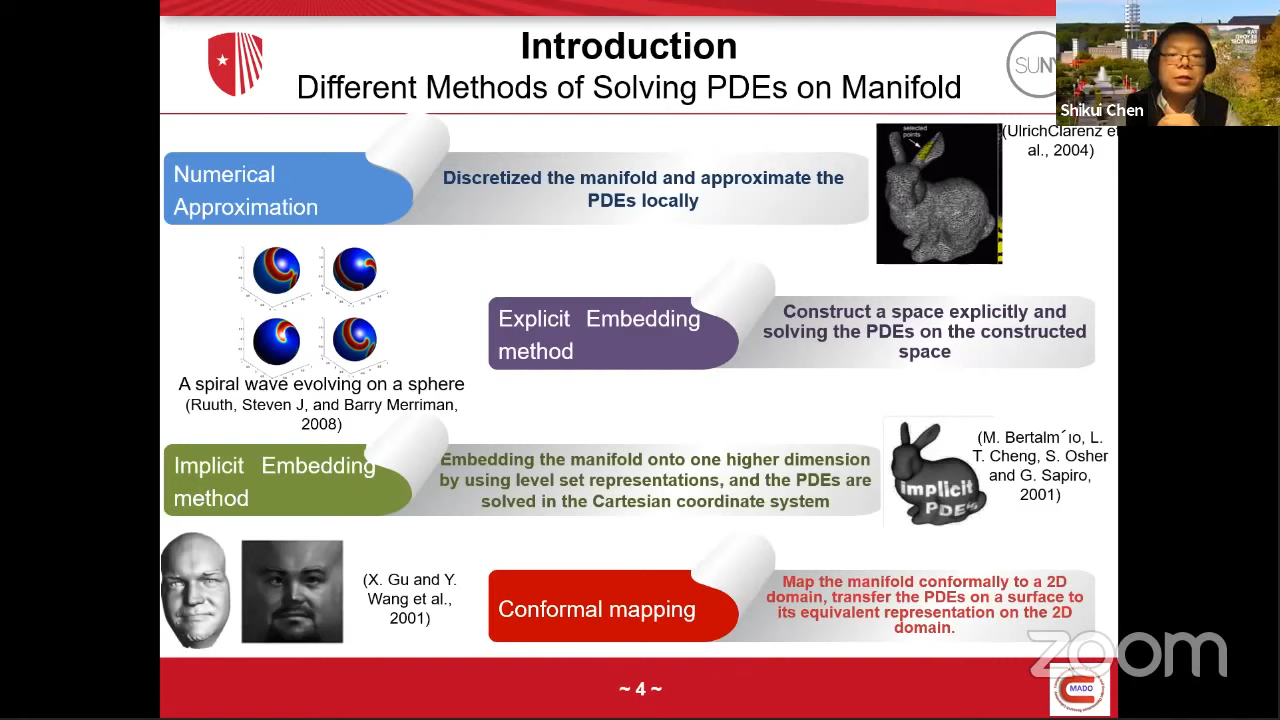 Introduction
Different Methods of Solving PDEs on Manifold
SUNY
Shikui Chen
Numerical
Approximation
Discretized the manifold and approximate the
PDEs locally
selected
points
(UlrichClarenz et
al., 2004)
A spiral wave evolving on a sphere
(Ruuth, Steven J, and Barry Merriman,
2008)
Explicit Embedding
method
Construct a space explicitly and
solving the PDEs on the constructed
space
Implicit Embedding
method
Embedding the manifold onto one higher dimension
by using level set representations, and the PDEs are
solved in the Cartesian coordinate system
implicit
PDEs
(M. Bertalm´ıo, L.
T. Cheng, S. Osher
and G. Sapiro,
2001)
(X. Gu and Y.
Wang et al.,
2001)
Conformal mapping
Map the manifold conformally to a 2D
domain, transfer the PDEs on a surface to
its equivalent representation on the 2D
domain.
~ 4 ~
zoom
MADO